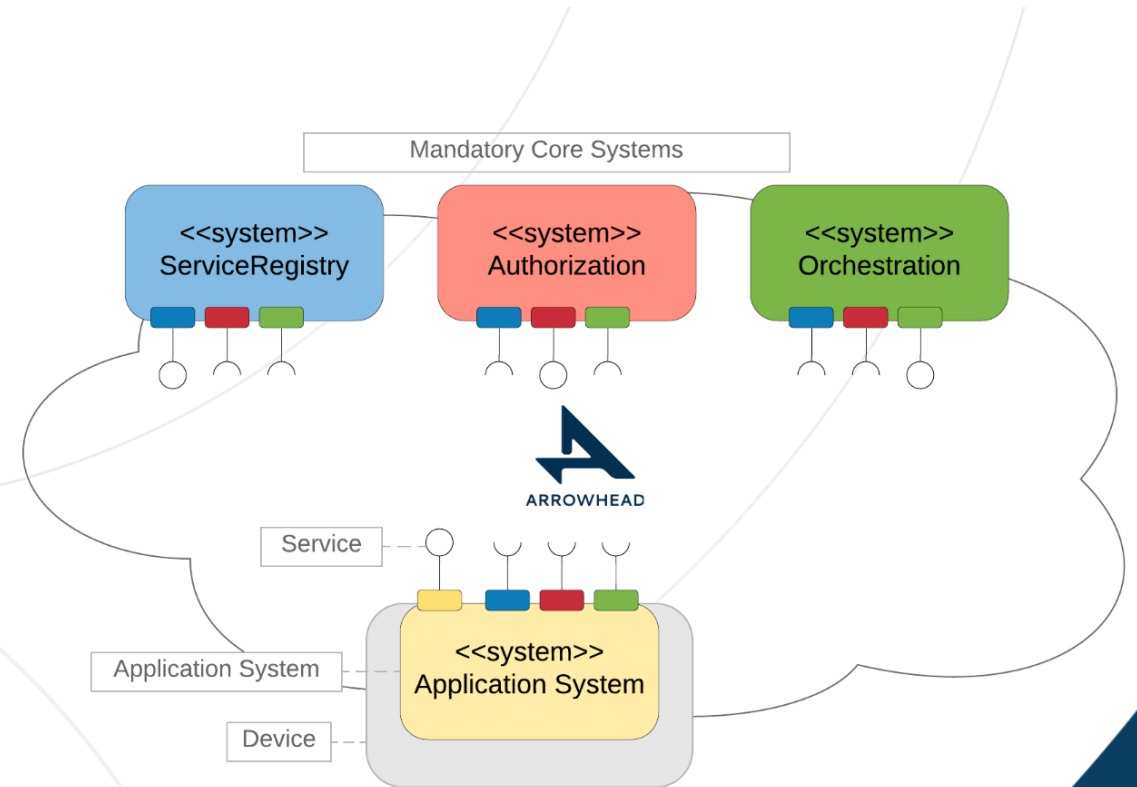 Mandatory Core Systems
<<system>>
ServiceRegistry
<<system>>
Authorization
<<system>>
Orchestration
ARROWHEAD
Service
Application System
<<system>>
Application System
Device